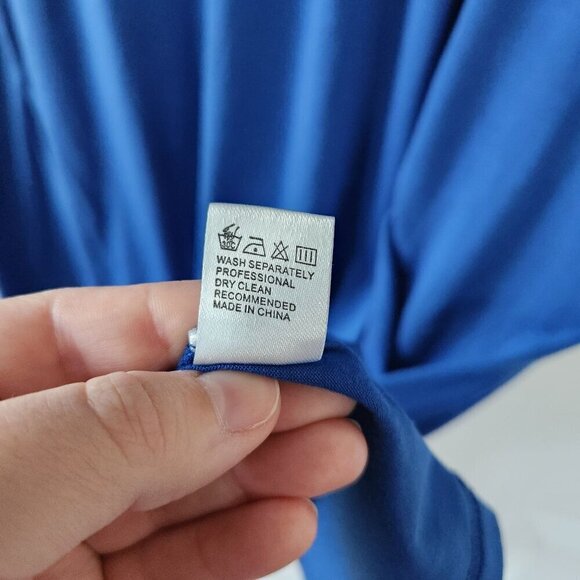 WASH SEPARATELY
PROFESSIONAL
DRY CLEAN
RECOMMENDED
MADE IN CHINA